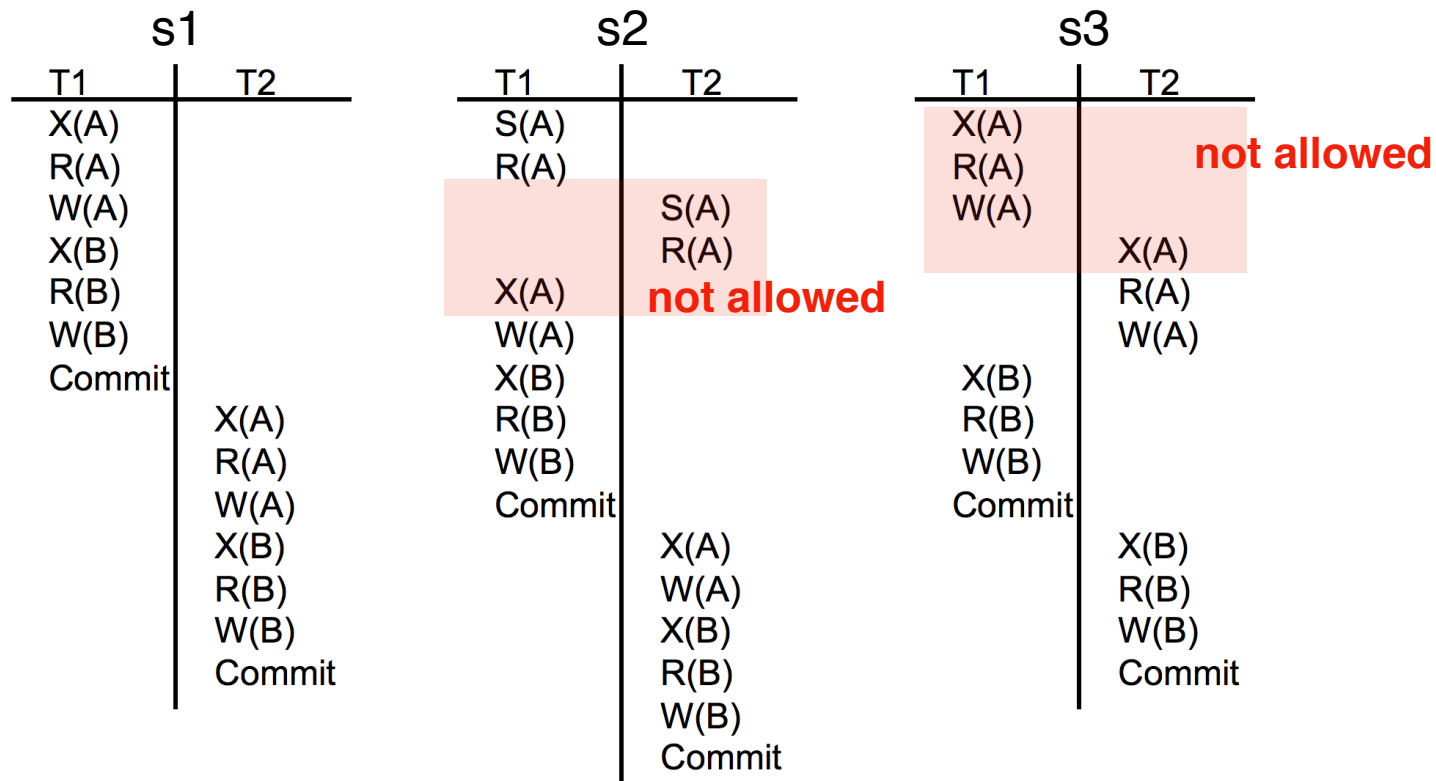 s1
T1 T2
X(A)
R(A)
W(A)
X(B)
R(B)
W(B)
Commit
X(A)
R(A)
W(A)
X(B)
R(B)
W(B)
Commit
s2
T1 T2
S(A)
R(A)
S(A)
R(A)
X(A) not allowed
W(A)
X(B)
R(B)
W(B)
Commit
X(A)
W(A)
X(B)
R(B)
W(B)
Commit
s3
T1 T2
X(A)
not allowed
R(A)
W(A)
X(A)
R(A)
W(A)
X(B)
R(B)
W(B)
Commit
X(B)
R(B)
W(B)
Commit